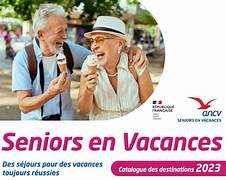 RÉPUBLIQUE
FRANÇAISE
ancv
SENIORS EN VACANCES
Seniors en Vacances
Des séjours pour des vacances
toujours réussies
Catalogue des destinations 2023